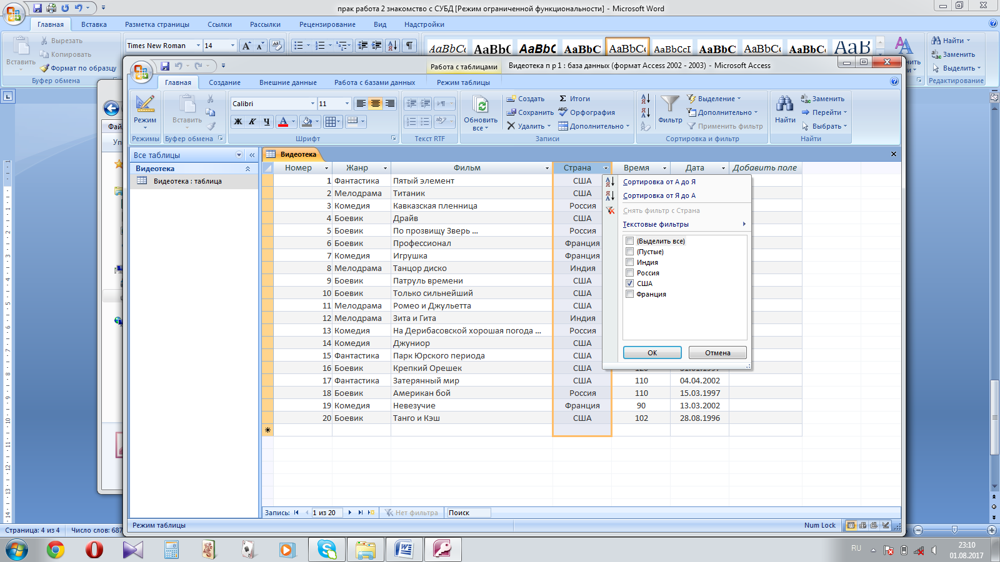 прак работа 2 знакомство с СУБД [Режим ограниченной функциональности] - Microsoft Word
Главная Вставка Разметка страницы Ссылки Рассылки Рецензирование Вид Надстройки
Вставить
Вырезать
Копировать
Формат по образцу
Буфер обмена
Times New Roman 14
AaBbCc AaBbC AaBbC AaBbC AaBbC AaBbCcI AaBbC AaBbC AaBbC AaB
Найти
Заменить
Выделить
Редактирование
Работа с таблицами
Видеотека п р 1 : база данных (формат Access 2002 - 2003) - Microsoft Access
Главная Создание Внешние данные Работа с базами данных Режим таблицы
Режим
Режимы
Вставить
Буфер обмена
Calibri 11
Ж К Ч
Шрифт
Текст RTF
Обновить все
Создать
Сохранить
Удалить
Итоги
Орфография
Дополнительно
Записи
Фильтр
Выделение
Дополнительно
Применить фильтр
Сортировка и фильтр
Найти
Заменить
Перейти
Выбрать
Найти
Все таблицы
Видеотека
Видеотека : таблица
Видеотека
Номер Жанр Фильм Страна Время Дата Добавить поле
1 Фантастика Пятый элемент США
2 Мелодрама Титаник США
3 Комедия Кавказская пленница Россия
4 Боевик Драйв США
5 Боевик По прозвищу Зверь ... Россия
6 Боевик Профессионал Франция
7 Комедия Игрушка Франция
8 Мелодрама Танцор диско Индия
9 Боевик Патруль времени США
10 Боевик Только сильнейший США
11 Мелодрама Ромео и Джульетта США
12 Мелодрама Зита и Гита Индия
13 Комедия На Дерибасовской хорошая погода ... Россия
14 Комедия Джуниор США
15 Фантастика Парк Юрского периода США
16 Боевик Крепкий Орешек США
17 Фантастика Затерянный мир США 110 04.04.2002
18 Боевик Американ бой Россия 110 15.03.1997
19 Комедия Невезучие Франция 90 13.03.2002
20 Боевик Танго и Кэш США 102 28.08.1996
Сортировка от А до Я
Сортировка от Я до А
Снять фильтр с Страна
Текстовые фильтры
(Выделить все)
(Пустые)
Индия
Россия
США
Франция
ОК Отмена
Запись: 1 из 20 Нет фильтра Поиск
Режим таблицы Num Lock
Страница: 4 из 4 Число слов: 687
RU 23:10
01.08.2017